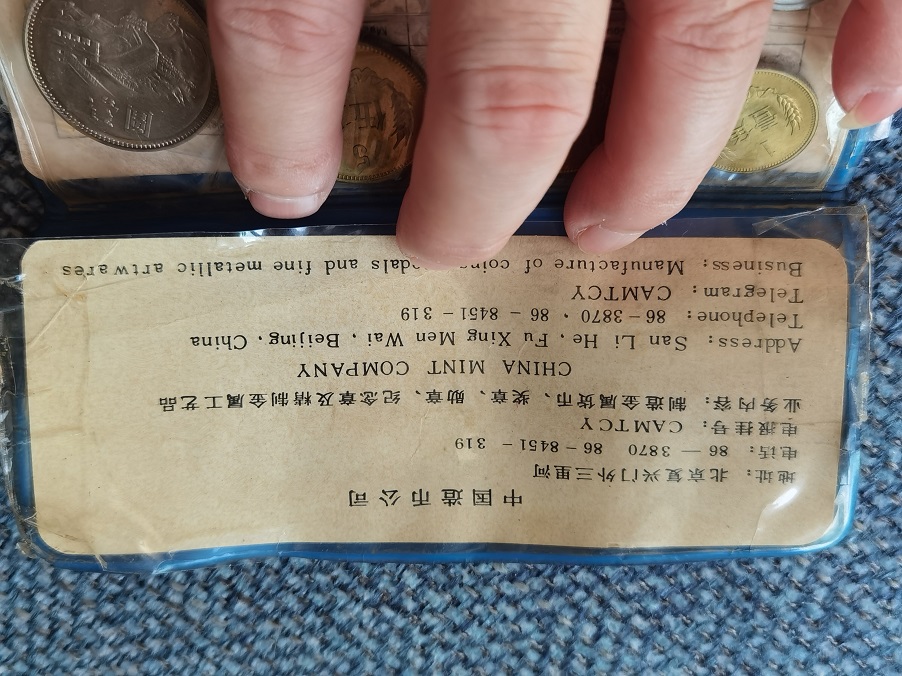 中国造币公司
地址：北京复兴门外三里河
电话：86 — 3870 86 – 8451 – 319
电报挂号：CAMTCY
业务内容：制造金属货币、奖章、勋章、纪念章及精制金属工艺品
CHINA MINT COMPANY
Address: San Li He, Fu Xing Men Wai, Beijing, China
Telephone: 86 – 3870、86 – 8451 – 319
Telegram: CAMTCY
Business: Manufacture of and fine metallic artwares
壹圆